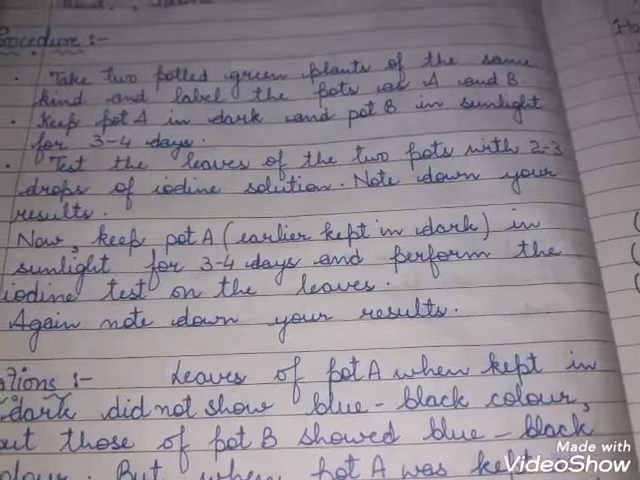 Procedure :-
• Take two potted green plants of the same
kind and label the pots as A and B.
• Keep pot A in dark and pot B in sunlight
for 3-4 days.
• Test the leaves of the two pots with 2-3
drops of iodine solution. Note down your
results.
Now, keep pot A (earlier kept in dark) in
sunlight for 3-4 days and perform the
iodine test on the leaves.
Again note down your results.
ations :- Leaves of pot A when kept in
dark did not show blue-black colour,
but those of pot B showed blue-black
colour. But when pot A was kept
Made with
VideoShow